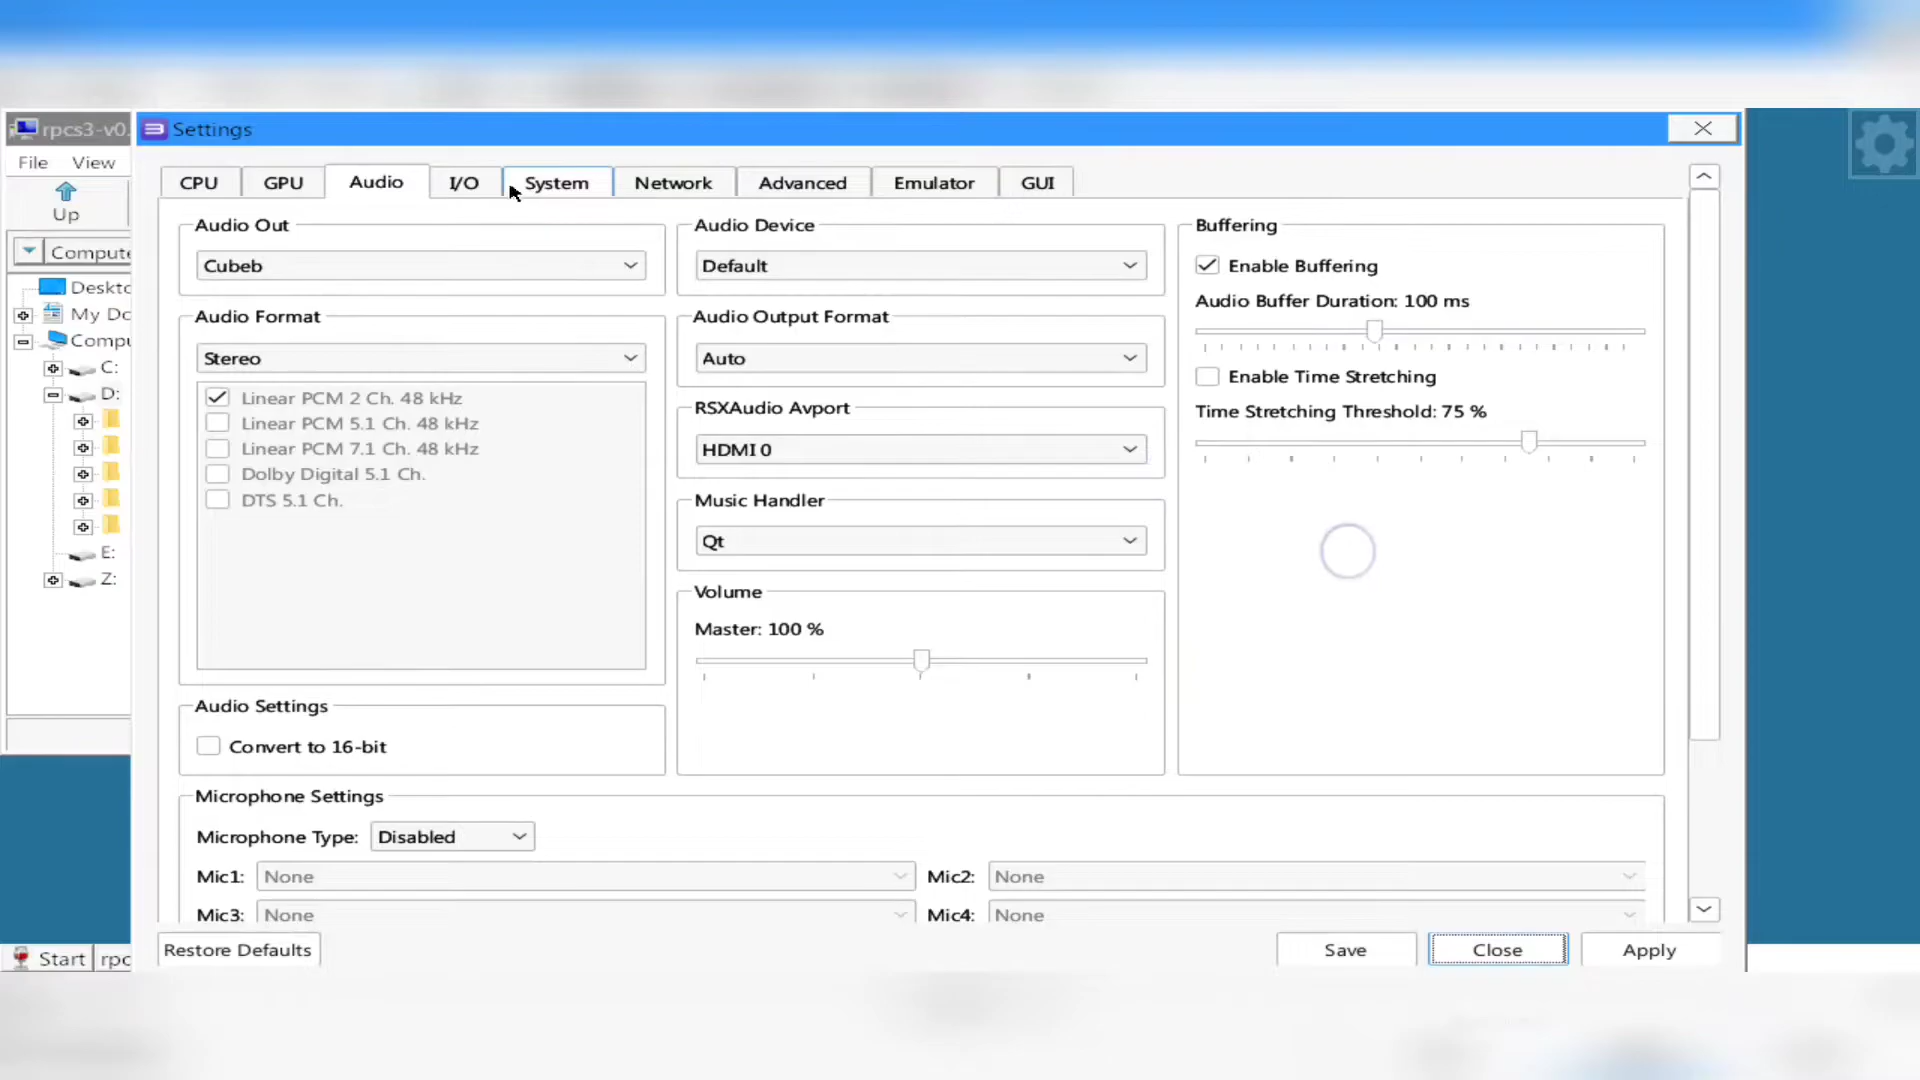 rpcs3-v0.
Settings
File View
Up
Compute
Deskto
My Do
Compu
C:
D:
E:
Z:
CPU GPU Audio I/O System Network Advanced Emulator GUI
Audio Out
Cubeb
Audio Format
Stereo
Linear PCM 2 Ch. 48 kHz
Linear PCM 5.1 Ch. 48 kHz
Linear PCM 7.1 Ch. 48 kHz
Dolby Digital 5.1 Ch.
DTS 5.1 Ch.
Audio Settings
Convert to 16-bit
Audio Device
Default
Audio Output Format
Auto
RSXAudio Avport
HDMI 0
Music Handler
Qt
Volume
Master: 100 %
Buffering
Enable Buffering
Audio Buffer Duration: 100 ms
Enable Time Stretching
Time Stretching Threshold: 75 %
Microphone Settings
Microphone Type: Disabled
Mic1: None Mic2: None
Mic3: None Mic4: None
Restore Defaults Save Close Apply
Start rpc